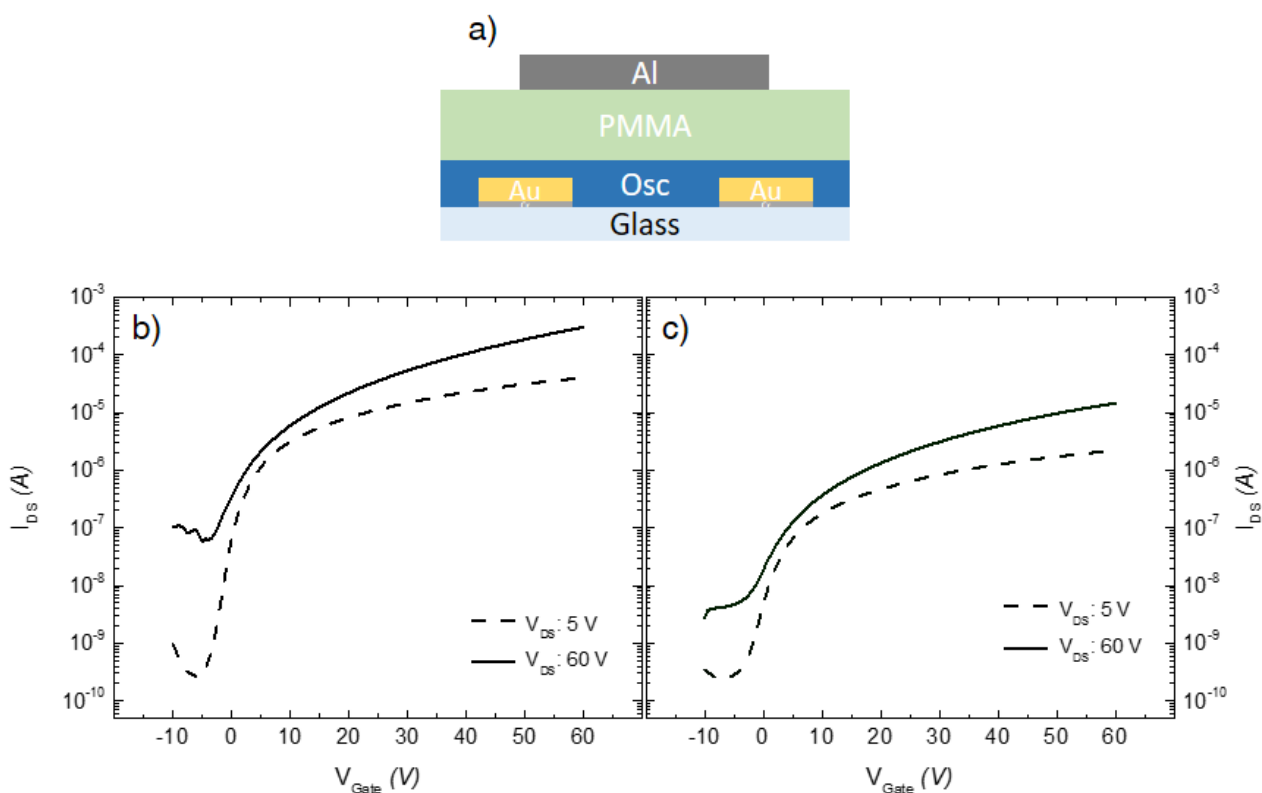 a)
Al
PMMA
Au Osc Au
Glass
b)
I_DS (A)
10^-3
10^-4
10^-5
10^-6
10^-7
10^-8
10^-9
10^-10
V_DS: 5 V
V_DS: 60 V
-10 0 10 20 30 40 50 60
V_Gate (V)
c)
V_DS: 5 V
V_DS: 60 V
-10 0 10 20 30 40 50 60
V_Gate (V)
10^-3
10^-4
10^-5
10^-6
10^-7
10^-8
10^-9
10^-10
I_DS (A)